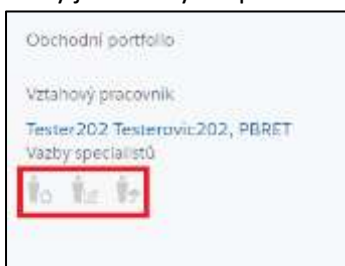 Obchodní portfolio
Vztahový pracovník
Tester202 Testerovic202, PBRET
Vazby specialistů